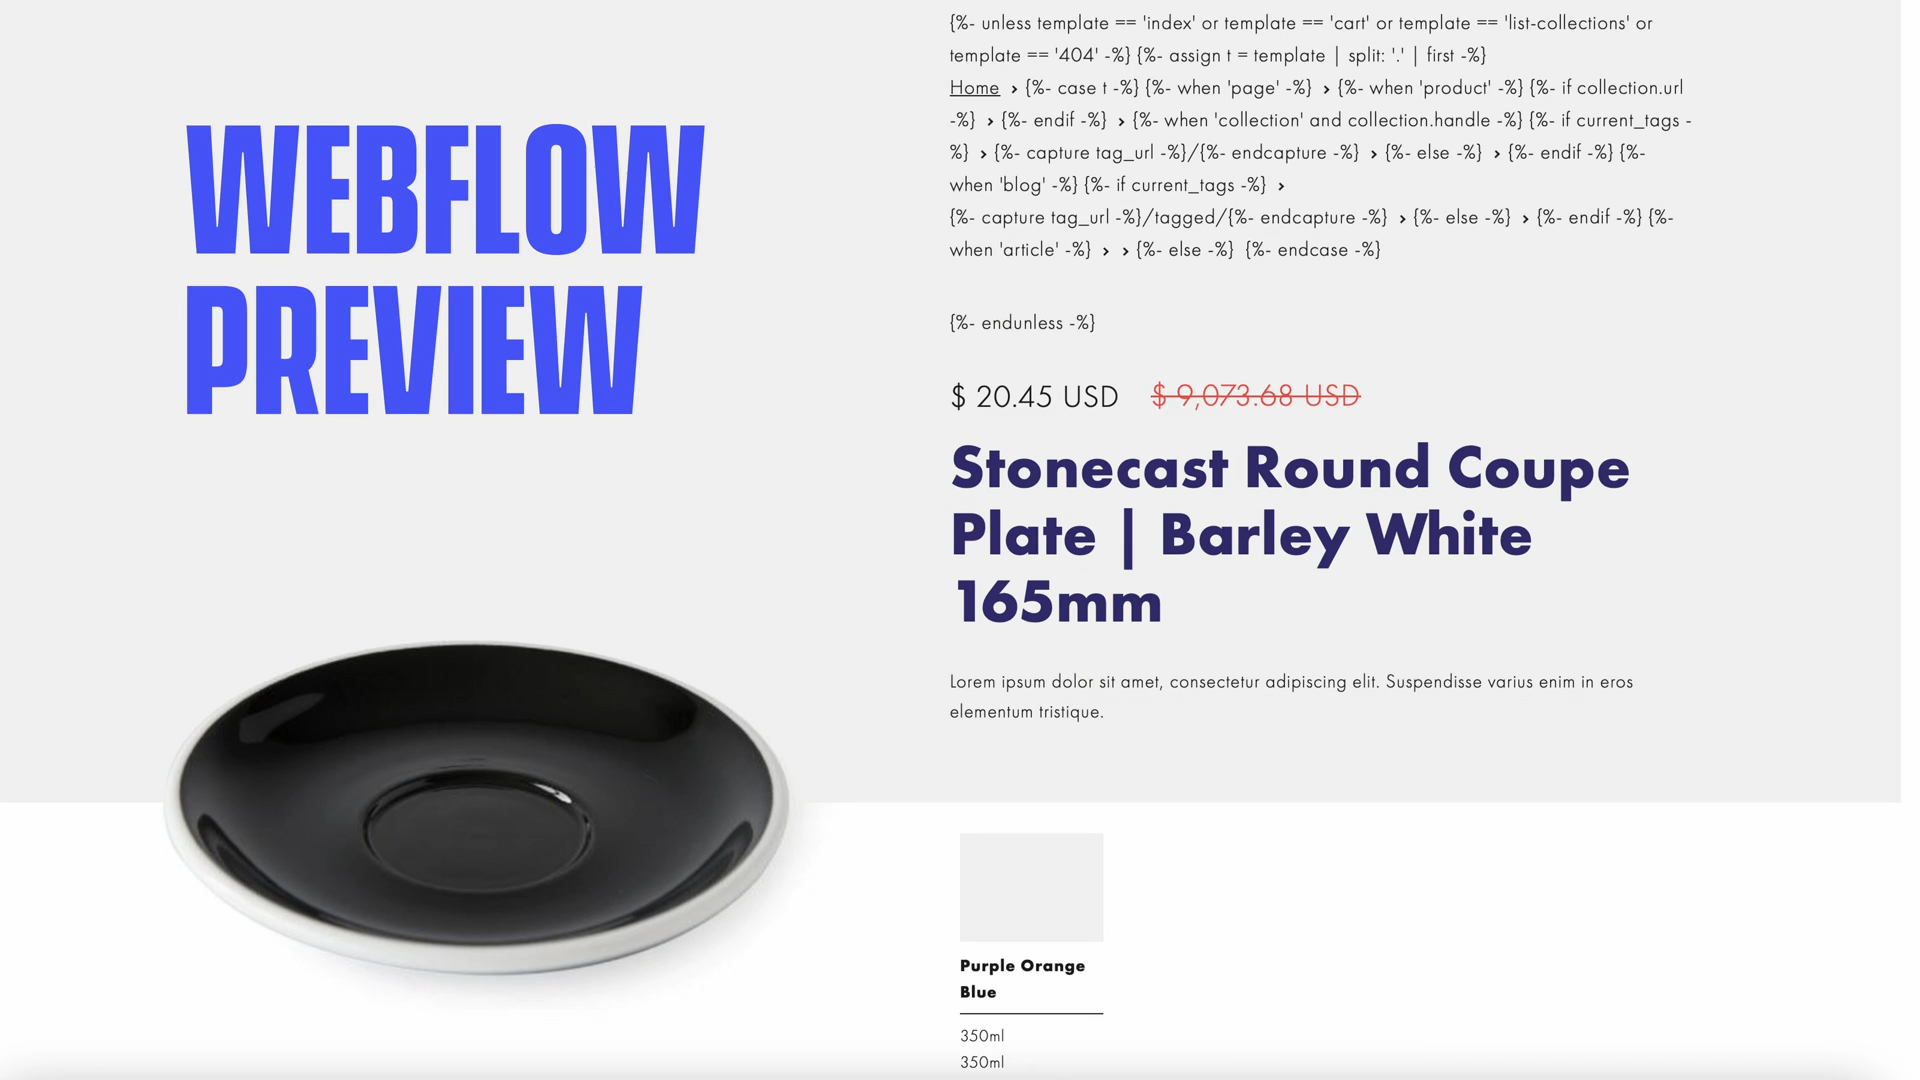 WEBFLOW
PREVIEW
{%- unless template == 'index' or template == 'cart' or template == 'list-collections' or
template == '404' -%} {%- assign t = template | split: '.' | first -%}
Home › {%- case t -%} {%- when 'page' -%} › {%- when 'product' -%} {%- if collection.url
-%} › {%- endif -%} › {%- when 'collection' and collection.handle -%} {%- if current_tags -
%} › {%- capture tag_url -%}/{%- endcapture -%} › {%- else -%} › {%- endif -%} {%-
when 'blog' -%} {%- if current_tags -%} ›
{%- capture tag_url -%}/tagged/{%- endcapture -%} › {%- else -%} › {%- endif -%} {%-
when 'article' -%} › › {%- else -%} {%- endcase -%}
{%- endunless -%}
$ 20.45 USD $ 9,073.68 USD
Stonecast Round Coupe
Plate | Barley White
165mm
Lorem ipsum dolor sit amet, consectetur adipiscing elit. Suspendisse varius enim in eros
elementum tristique.
Purple Orange
Blue
350ml
350ml